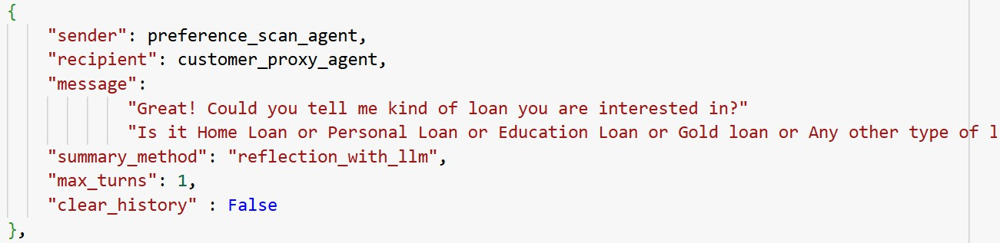 {
"sender": preference_scan_agent,
"recipient": customer_proxy_agent,
"message":
"Great! Could you tell me kind of loan you are interested in?"
"Is it Home Loan or Personal Loan or Education Loan or Gold loan or Any other type of
"summary_method": "reflection_with_llm",
"max_turns": 1,
"clear_history" : False
},